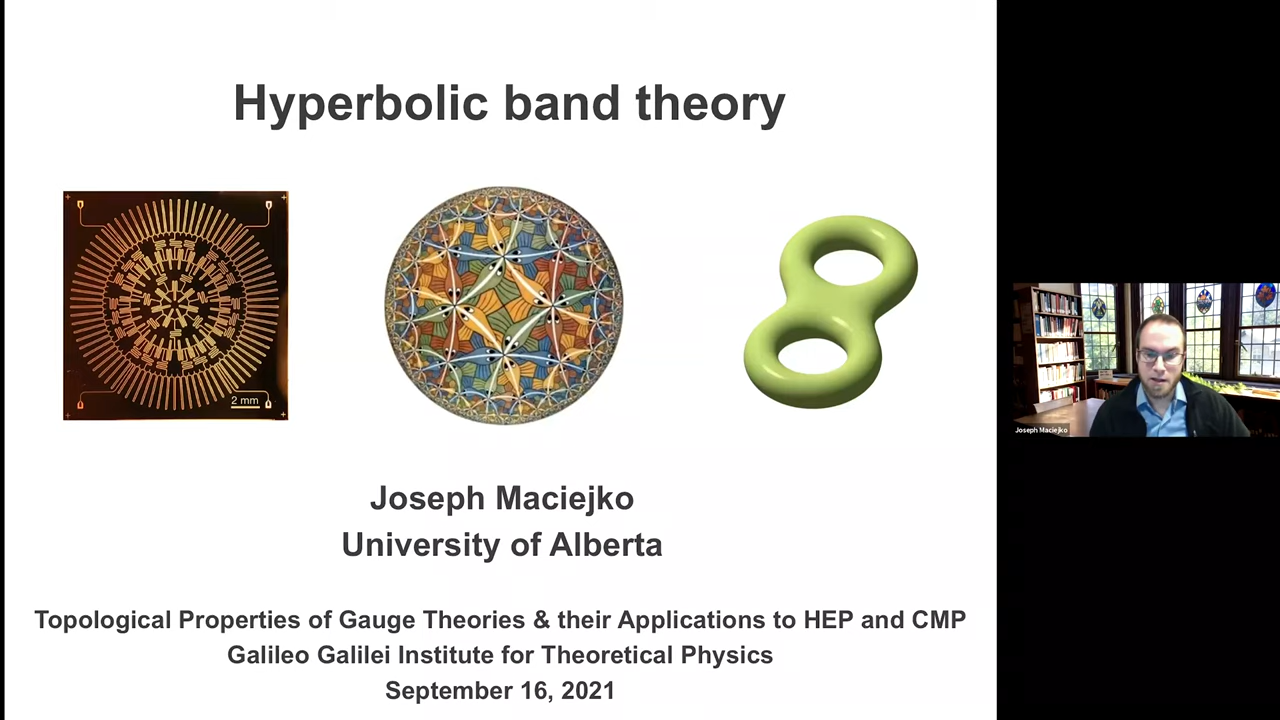 Hyperbolic band theory
2 mm
Joseph Maciejko
University of Alberta
Topological Properties of Gauge Theories & their Applications to HEP and CMP
Galileo Galilei Institute for Theoretical Physics
September 16, 2021
Joseph Maciejko